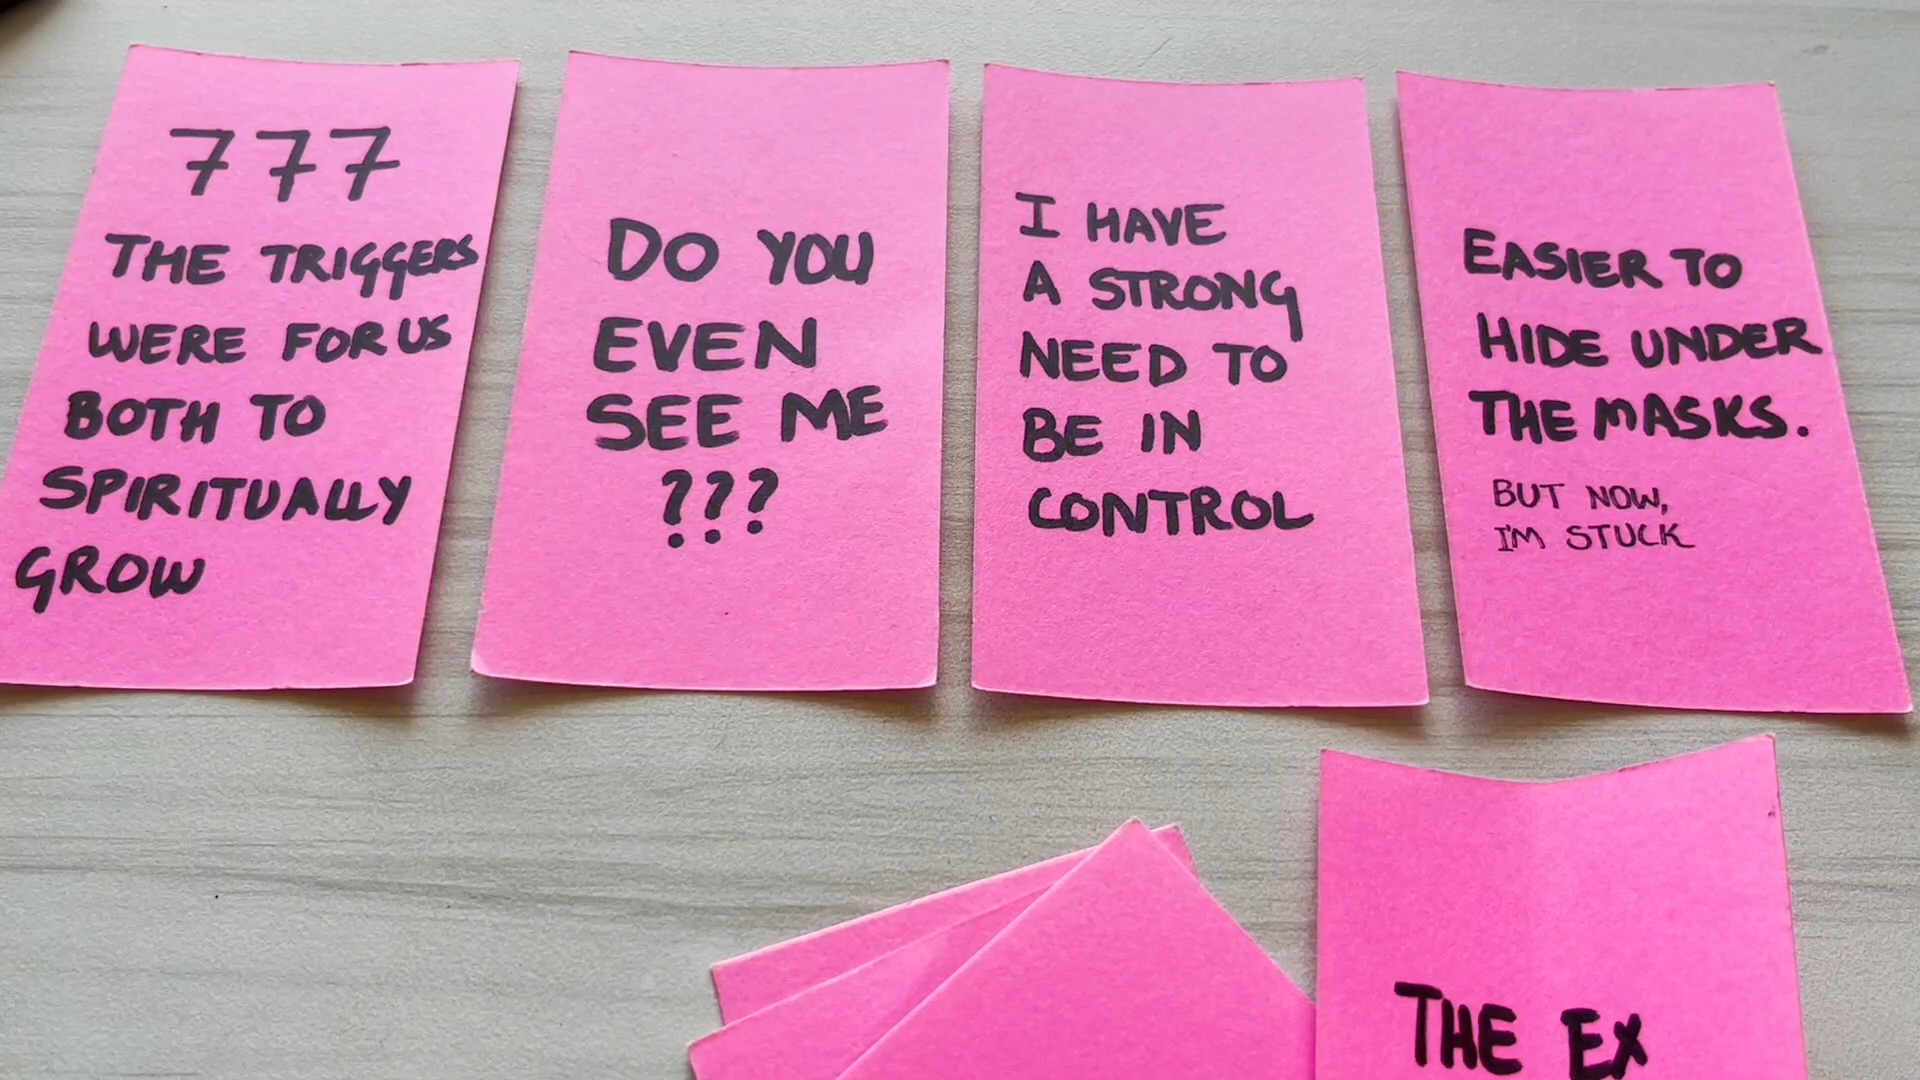 777
THE TRIGGERS
WERE FOR US
BOTH TO
SPIRITUALLY
GROW
DO YOU
EVEN
SEE ME
???
I HAVE
A STRONG
NEED TO
BE IN
CONTROL
EASIER TO
HIDE UNDER
THE MASKS.
BUT NOW,
I'M STUCK
THE EX